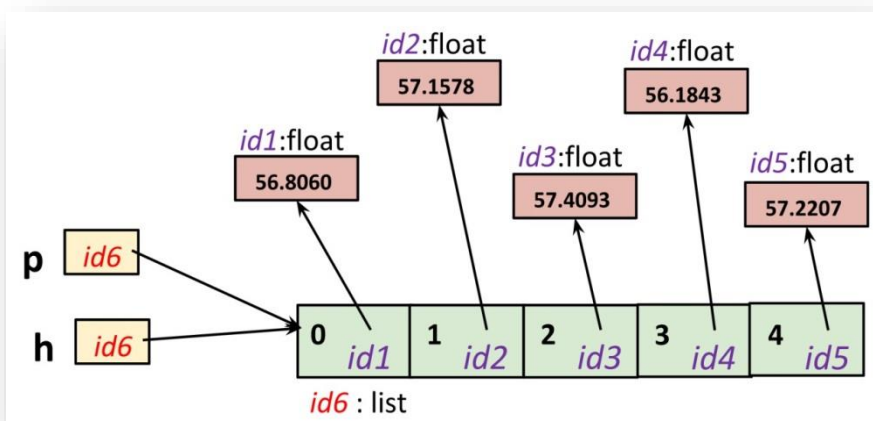 id2:float
57.1578
id4:float
56.1843
id1:float
56.8060
id3:float
57.4093
id5:float
57.2207
p id6
h id6
0 id1 1 id2 2 id3 3 id4 4 id5
id6 : list